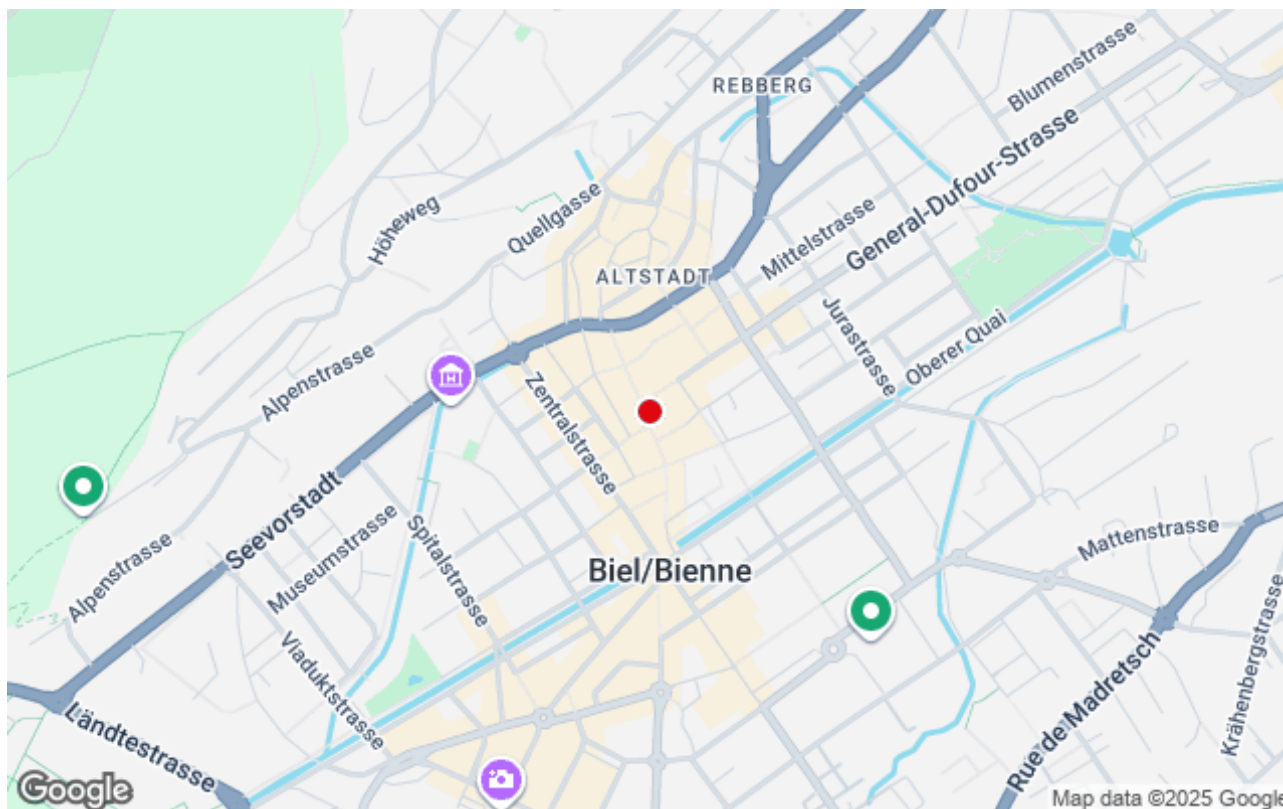 REBBERG
Blumenstrasse
General-Dufour-Strasse
Höheweg
Quellgasse
Mittelstrasse
ALTSTADT
Jurastrasse
Oberer Quai
Alpenstrasse
Zentralstrasse
Seevorstadt
Spitalstrasse
Museumstrasse
Alpenstrasse
Mattenstrasse
Biel/Bienne
Krähenbergstrasse
Viaduktstrasse
Rue de Madretsch
Ländtestrasse
Google
Map data ©2025 Google